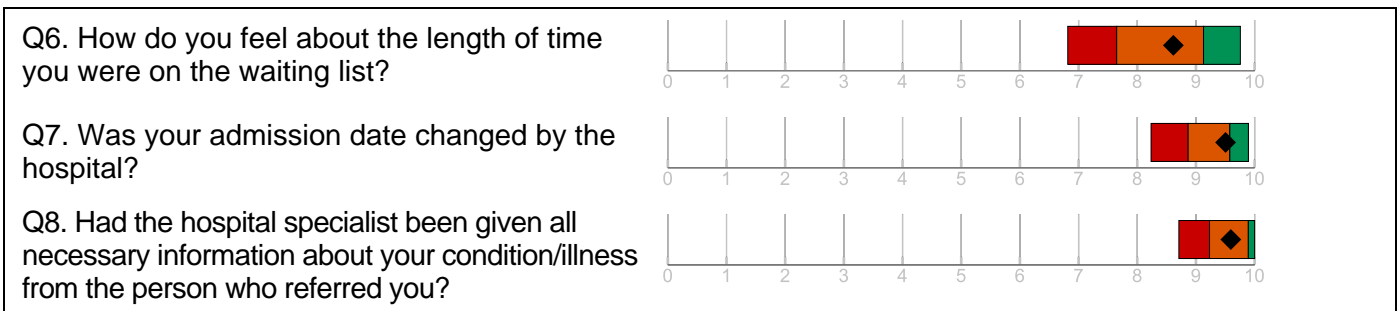 Q6. How do you feel about the length of time
you were on the waiting list?
0 1 2 3 4 5 6 7 8 9 10
Q7. Was your admission date changed by the
hospital?
0 1 2 3 4 5 6 7 8 9 10
Q8. Had the hospital specialist been given all
necessary information about your condition/illness
from the person who referred you?
0 1 2 3 4 5 6 7 8 9 10